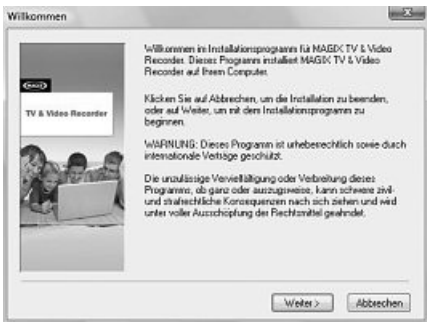 Willkommen
MAGIX
TV & Video Recorder
Willkommen im Installationsprogramm für MAGIX TV & Video
Recorder. Dieses Programm installiert MAGIX TV & Video
Recorder auf Ihrem Computer.
Klicken Sie auf Abbrechen, um die Installation zu beenden,
oder auf Weiter, um mit dem Installationsprogramm zu
beginnen.
WARNUNG: Dieses Programm ist urheberrechtlich sowie durch
internationale Verträge geschützt.
Die unzulässige Vervielfältigung oder Verbreitung dieses
Programms, ob ganz oder auszugsweise, kann schwere zivil-
und strafrechtliche Konsequenzen nach sich ziehen und wird
unter voller Ausschöpfung der Rechtsmittel geahndet.
Weiter >
Abbrechen